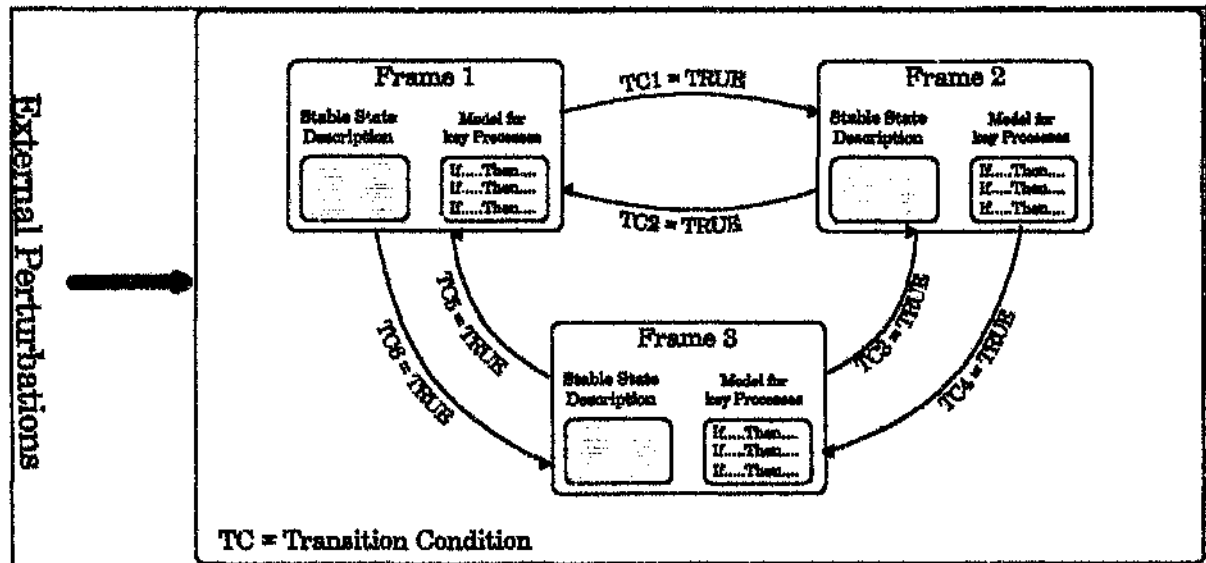 External Perturbations
Frame 1
Stable State
Description
Model for
key Processes
If.....Then....
If.....Then....
If.....Then....
TC1 = TRUE
TC2 = TRUE
Frame 2
Stable State
Description
Model for
key Processes
If.....Then....
If.....Then....
If.....Then....
TC6 = TRUE
TC5 = TRUE
TC3 = TRUE
TC4 = TRUE
Frame 3
Stable State
Description
Model for
key Processes
If.....Then....
If.....Then....
If.....Then....
TC = Transition Condition